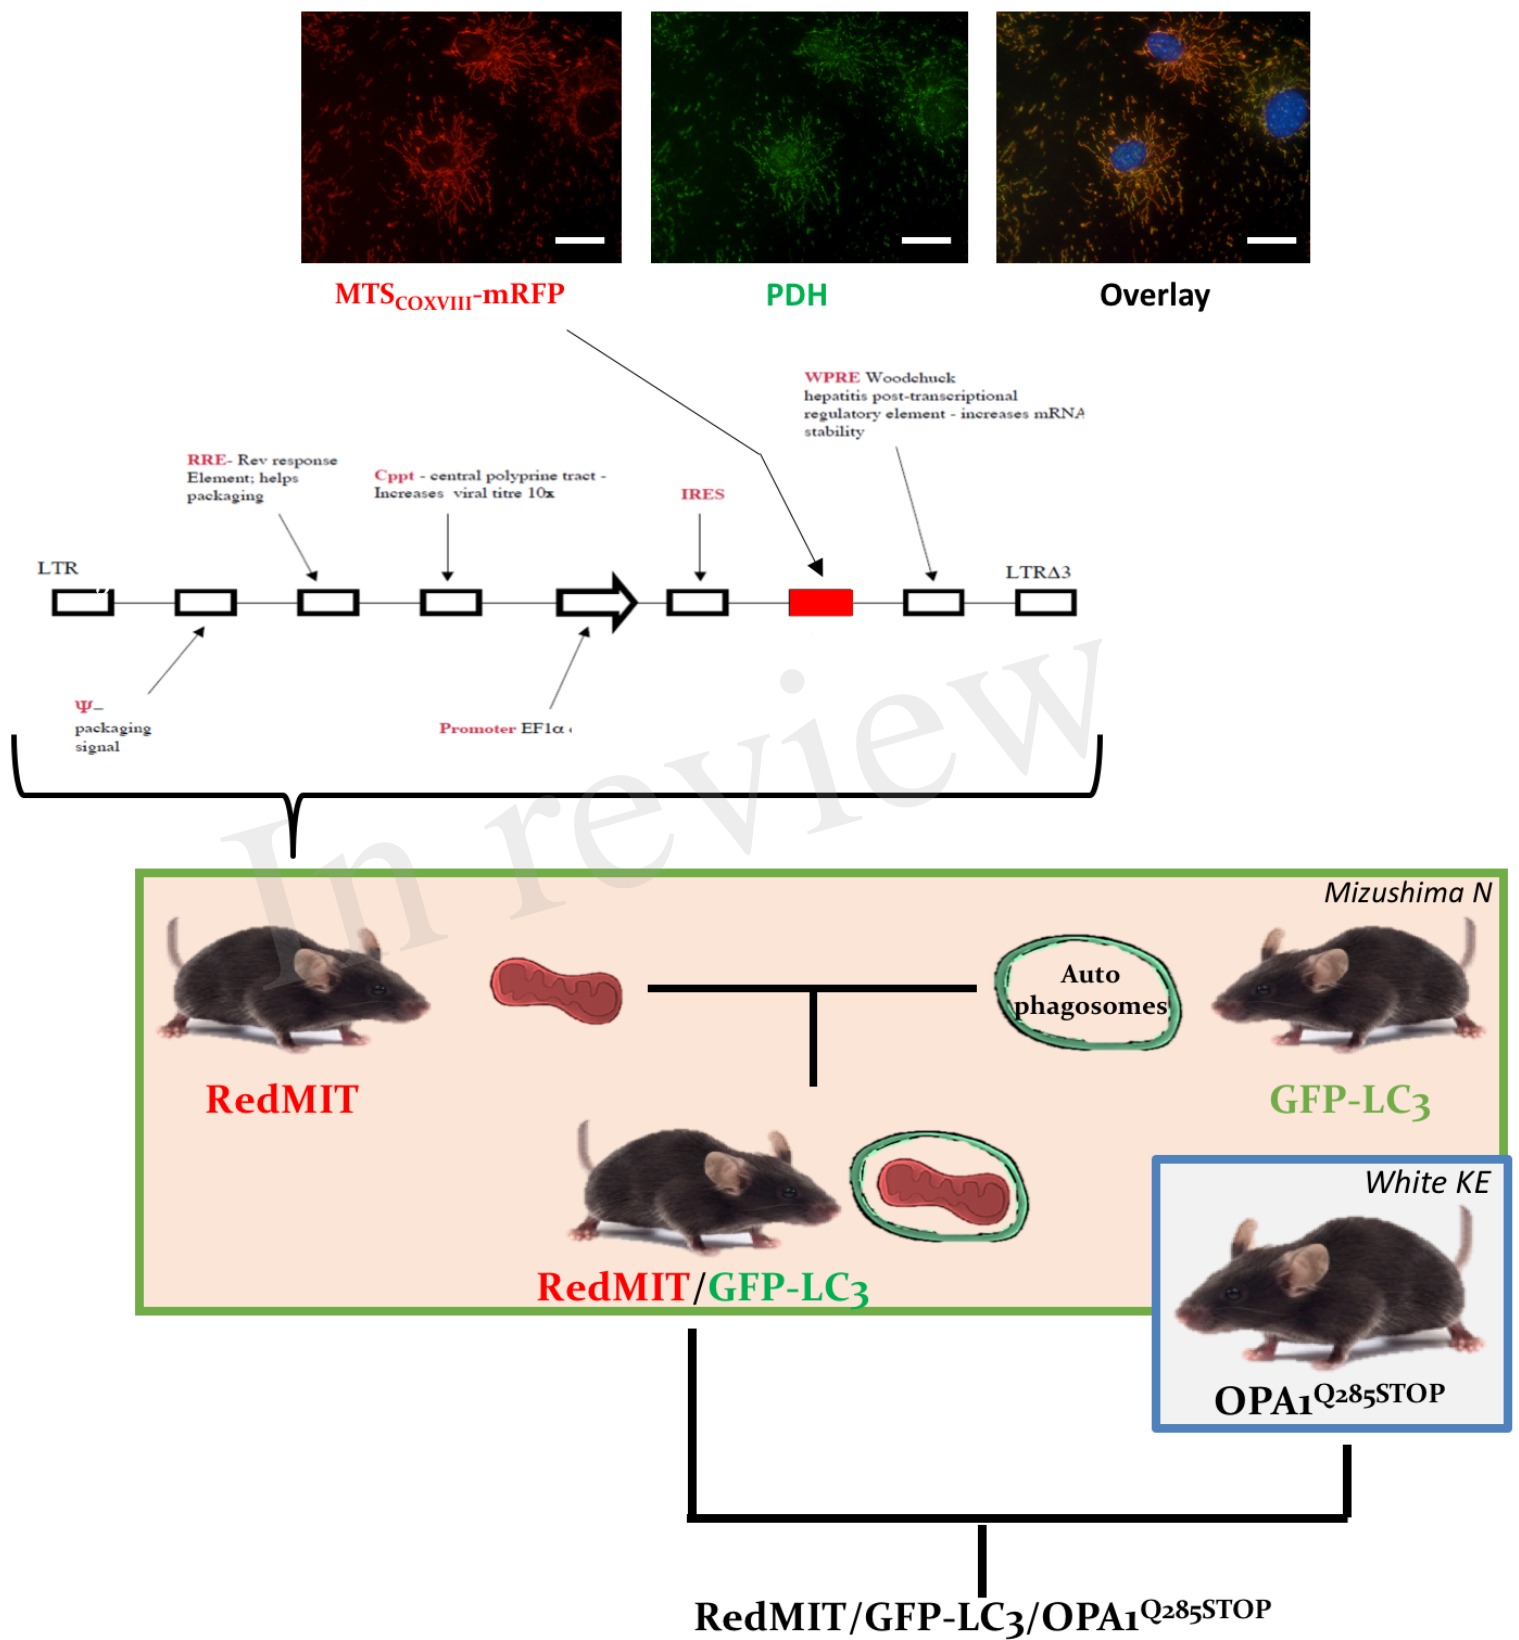 MTSCOXVIII-mRFP
PDH
Overlay
WPRE Woodchuck
hepatitis post-transcriptional
regulatory element - increases mRNA
stability
RRE- Rev response
Element; helps
packaging
Cppt - central polyprine tract -
Increases viral titre 10x
IRES
LTR
LTRΔ3
Ψ–
packaging
signal
Promoter EF1α
In review
Mizushima N
Auto
phagosomes
RedMIT
GFP-LC3
White KE
RedMIT/GFP-LC3
OPA1Q285STOP
RedMIT/GFP-LC3/OPA1Q285STOP